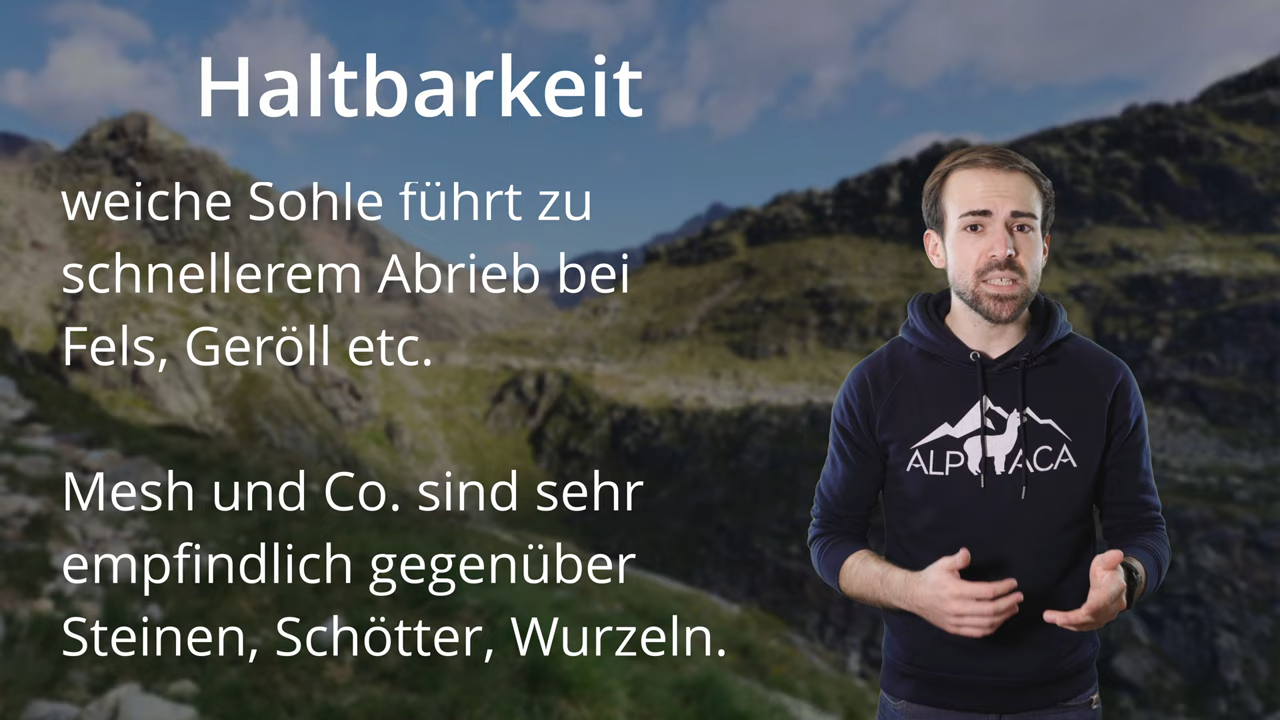 Haltbarkeit
weiche Sohle führt zu
schnellerem Abrieb bei
Fels, Geröll etc.
Mesh und Co. sind sehr
empfindlich gegenüber
Steinen, Schötter, Wurzeln.
ALPACA